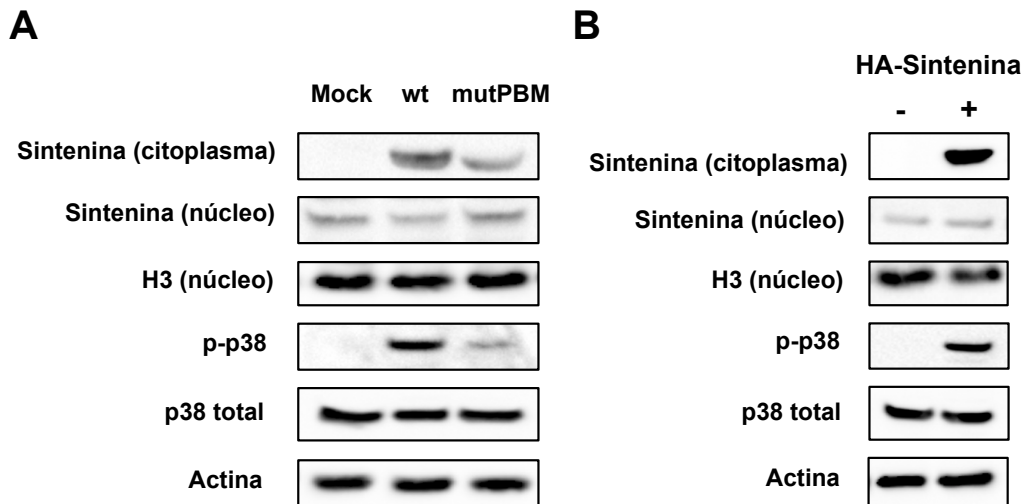 A
Mock wt mutPBM
Sintenina (citoplasma)
Sintenina (núcleo)
H3 (núcleo)
p-p38
p38 total
Actina
B
HA-Sintenina
- +
Sintenina (citoplasma)
Sintenina (núcleo)
H3 (núcleo)
p-p38
p38 total
Actina